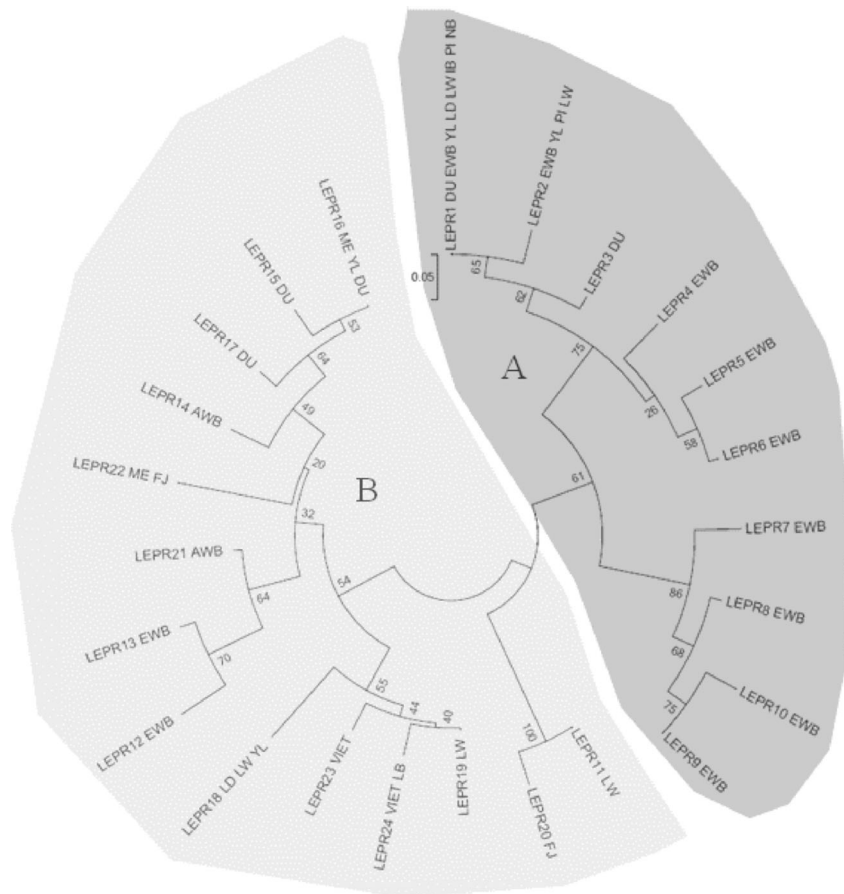 LEPR1 DU EWB YL LD LW IB PI NB
LEPR2 EWB YL PI LW
LEPR3 DU
LEPR4 EWB
LEPR5 EWB
LEPR6 EWB
LEPR7 EWB
LEPR8 EWB
LEPR10 EWB
LEPR9 EWB
LEPR11 LW
LEPR20 FJ
LEPR19 LW
LEPR24 VIET LB
LEPR23 VIET
LEPR18 LD LW YL
LEPR12 EWB
LEPR13 EWB
LEPR21 AWB
LEPR22 ME FJ
LEPR14 AWB
LEPR17 DU
LEPR15 DU
LEPR16 ME YL DU
0.05
65
62
75
26
58
A
61
86
68
75
B
53
64
49
20
32
64
70
54
55
44
40
100